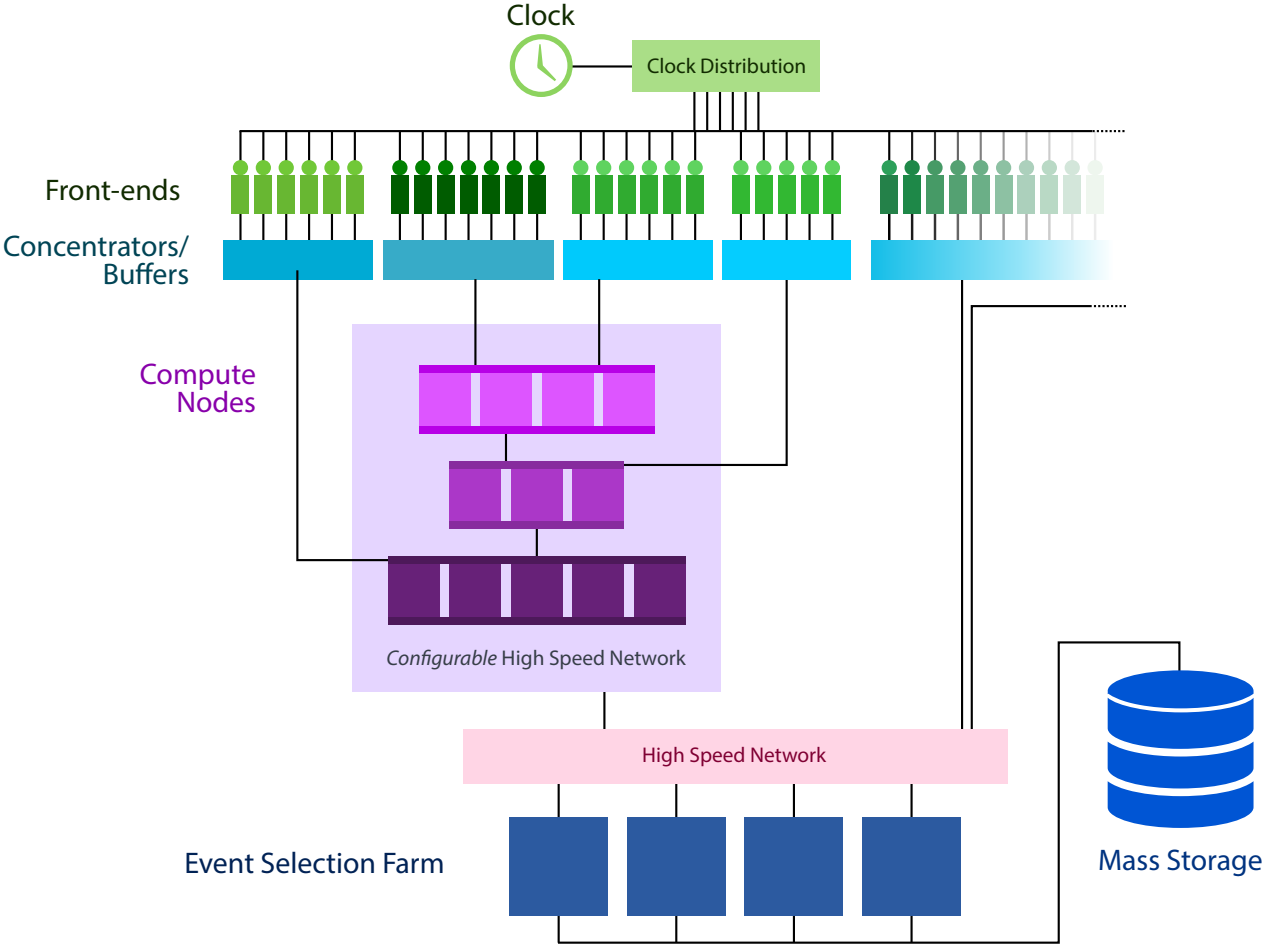 Clock
Clock Distribution
Front-ends
Concentrators/
Buffers
Compute
Nodes
Configurable High Speed Network
High Speed Network
Event Selection Farm
Mass Storage